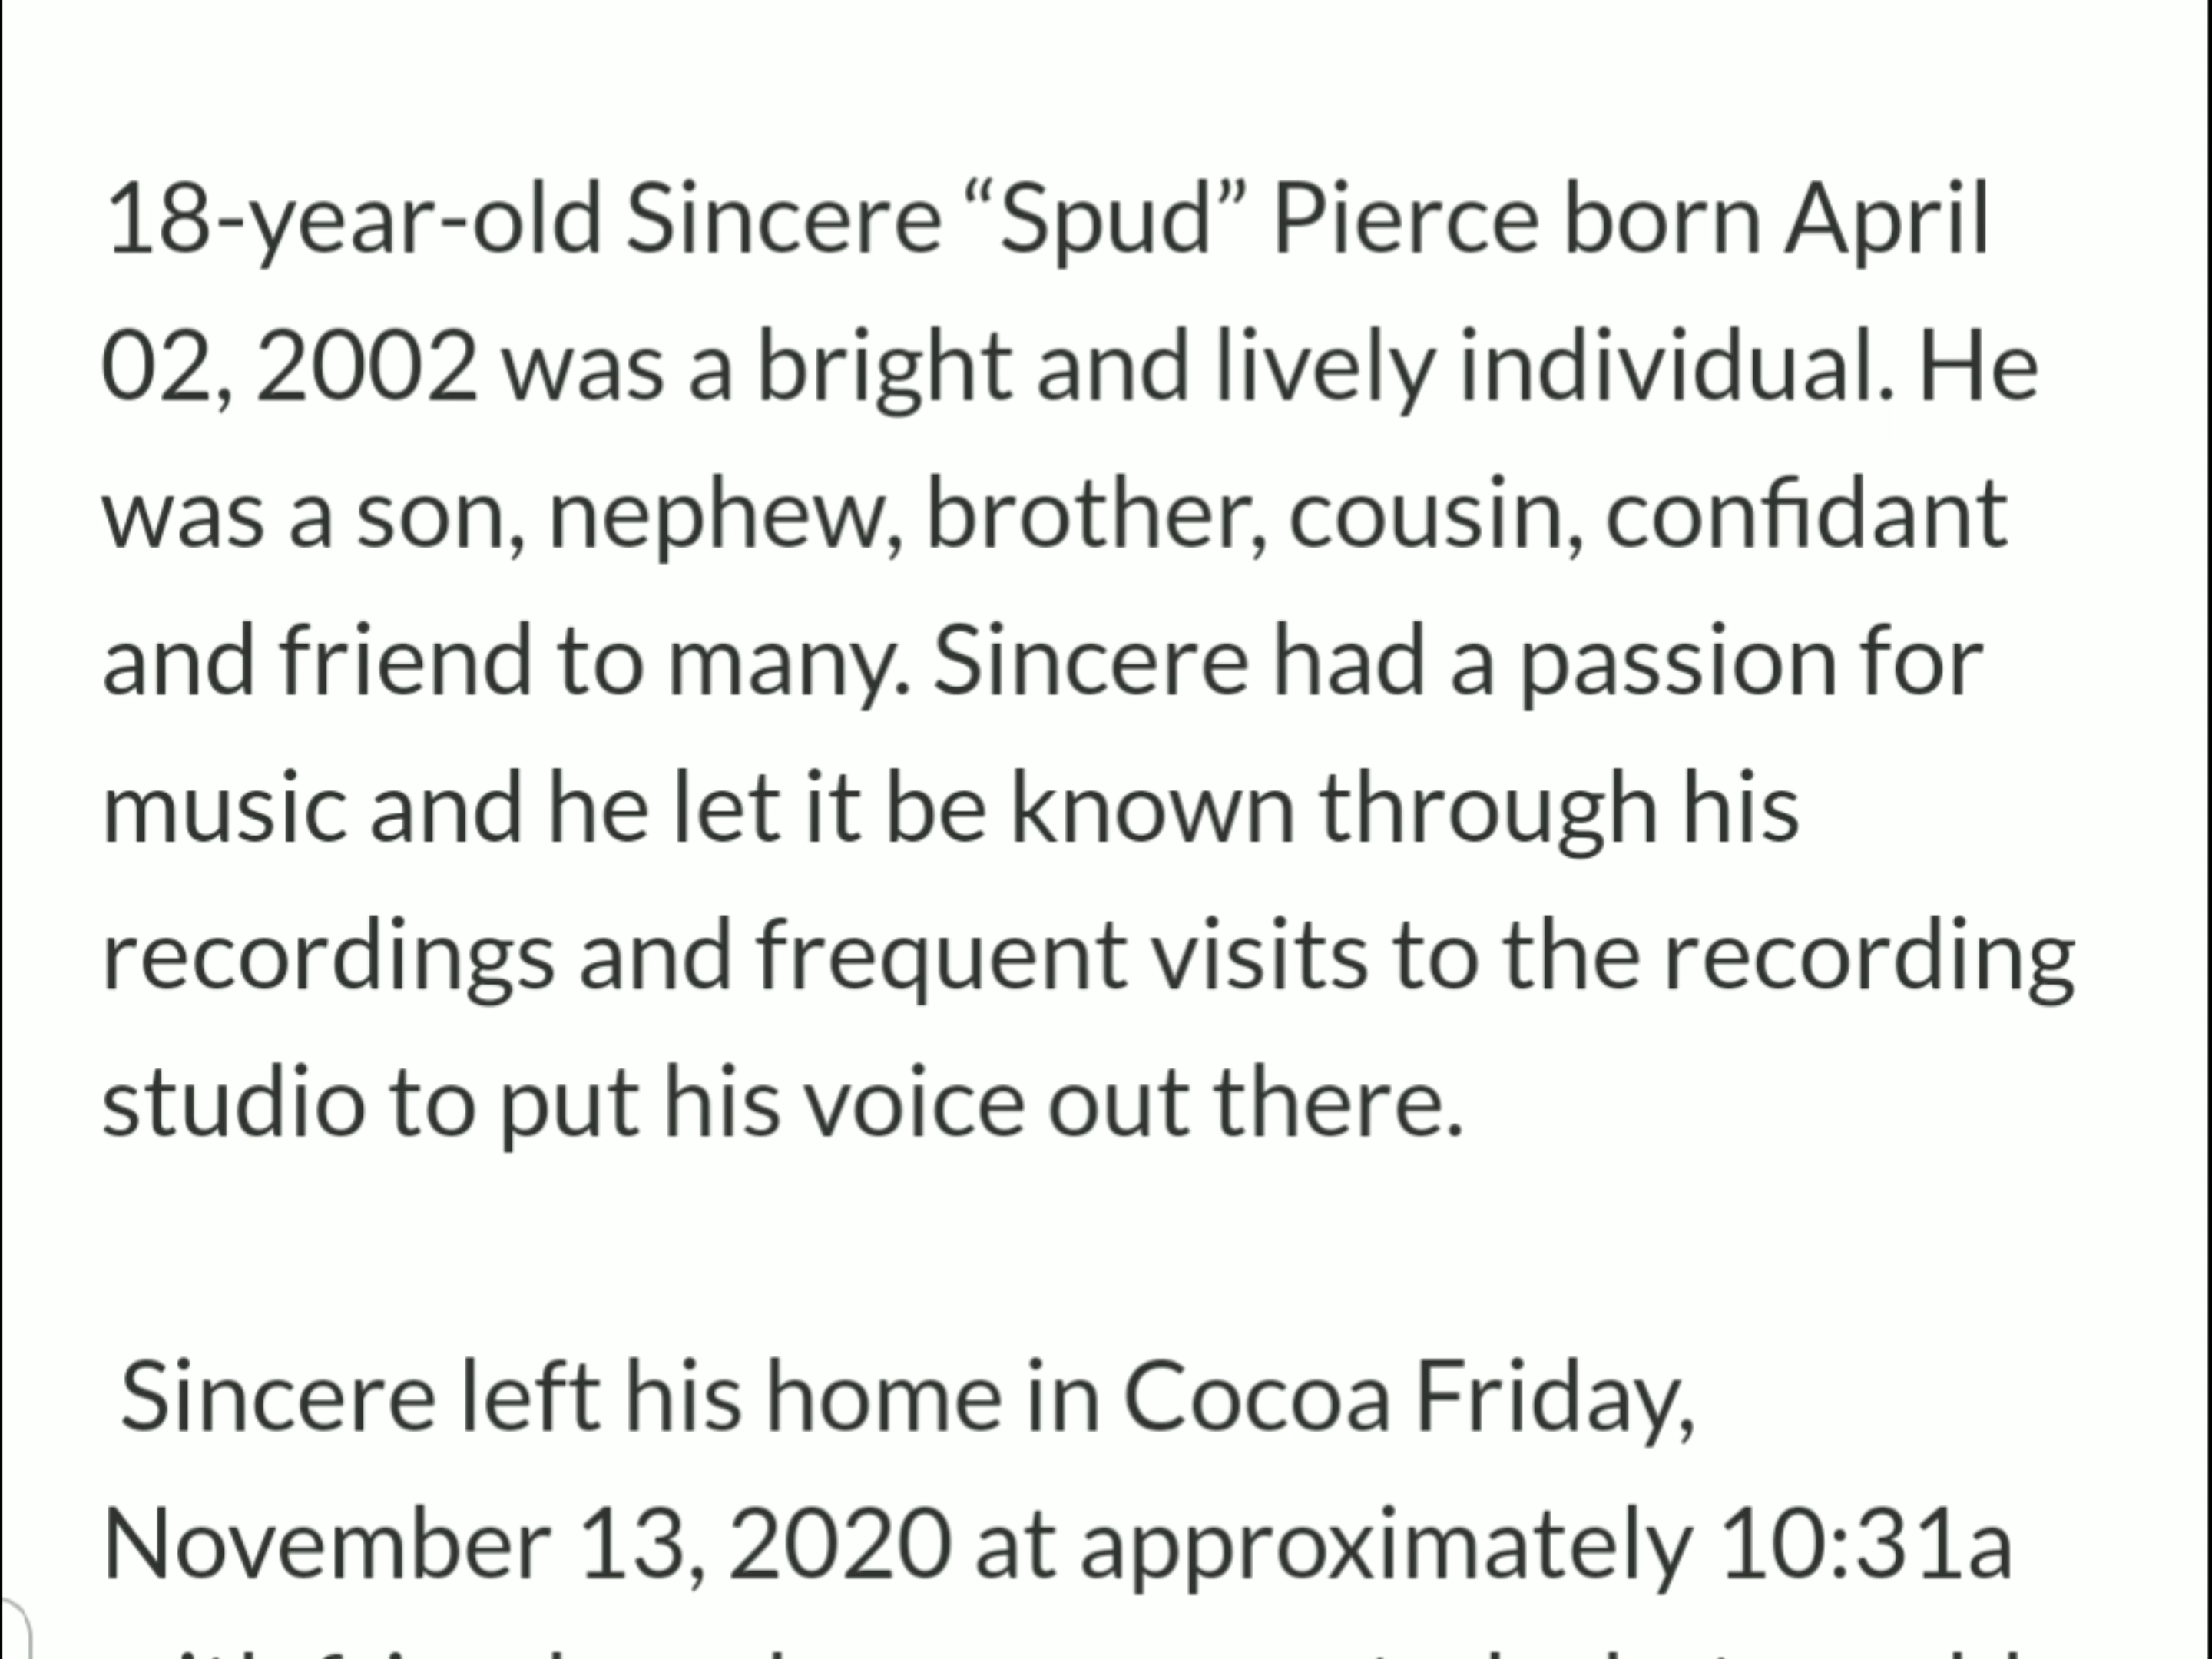 18-year-old Sincere “Spud” Pierce born April
02, 2002 was a bright and lively individual. He
was a son, nephew, brother, cousin, confidant
and friend to many. Sincere had a passion for
music and he let it be known through his
recordings and frequent visits to the recording
studio to put his voice out there.
Sincere left his home in Cocoa Friday,
November 13, 2020 at approximately 10:31a